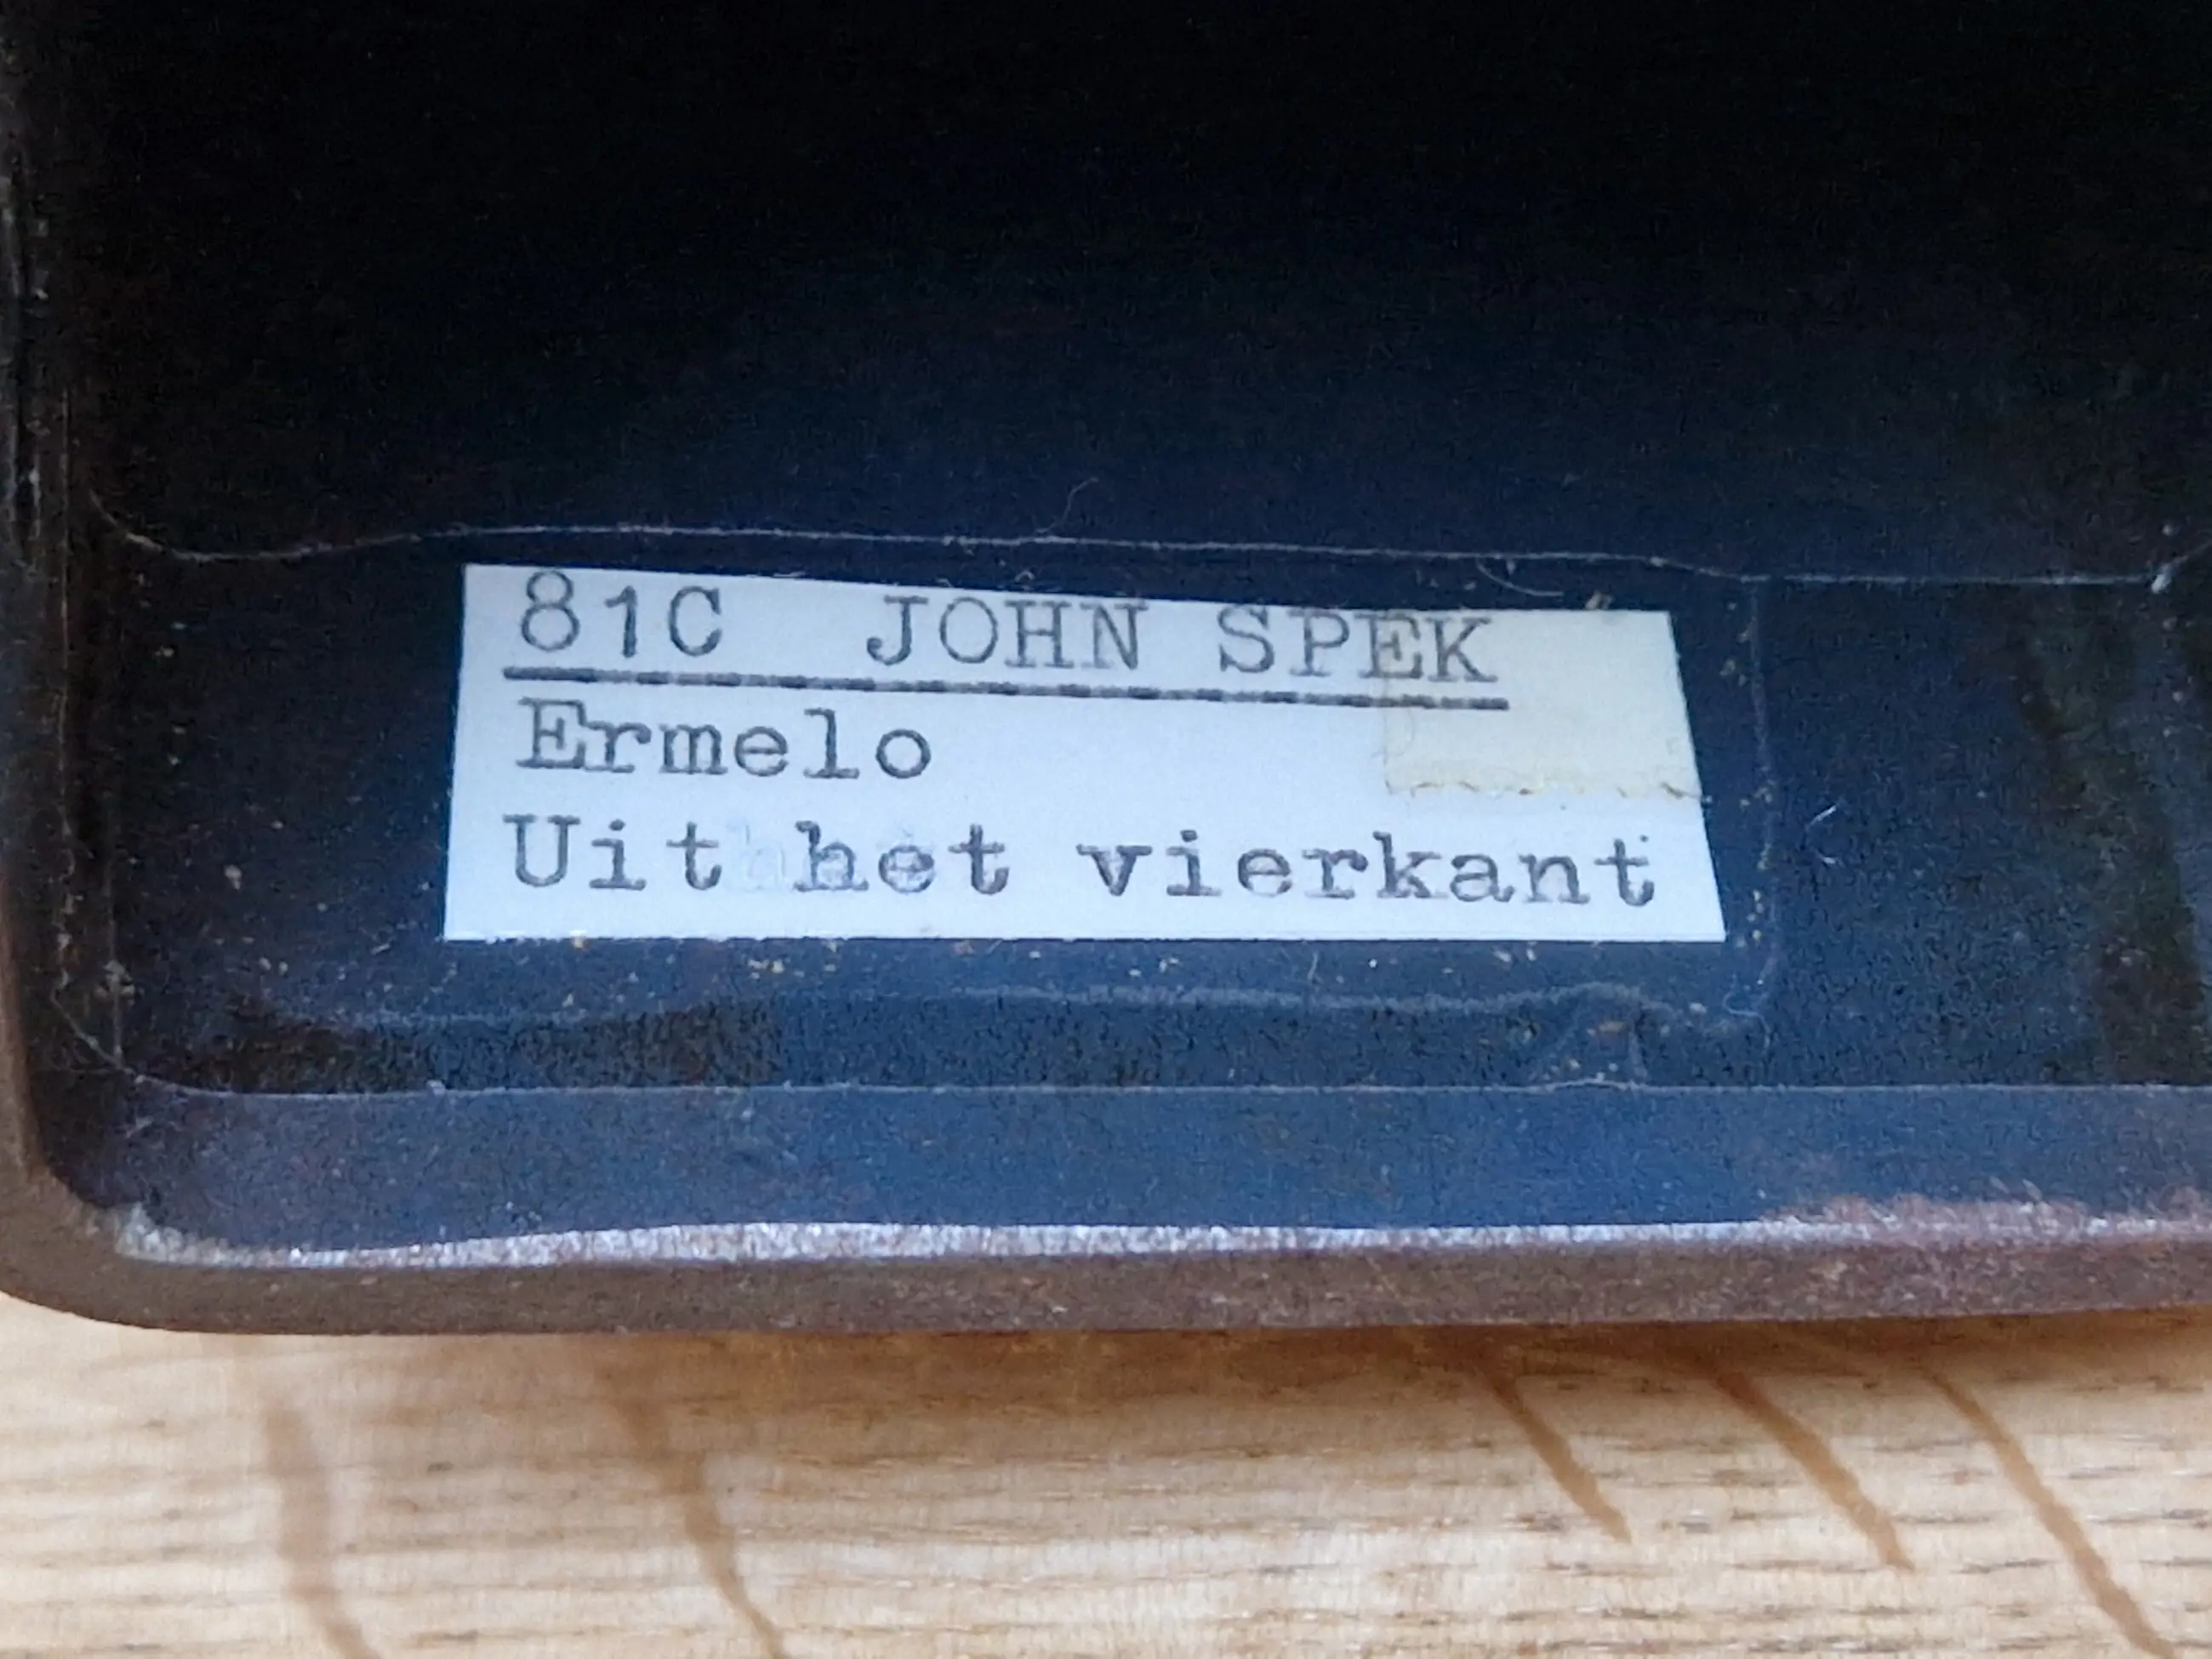 81C JOHN SPEK
Ermelo
Uit het vierkant